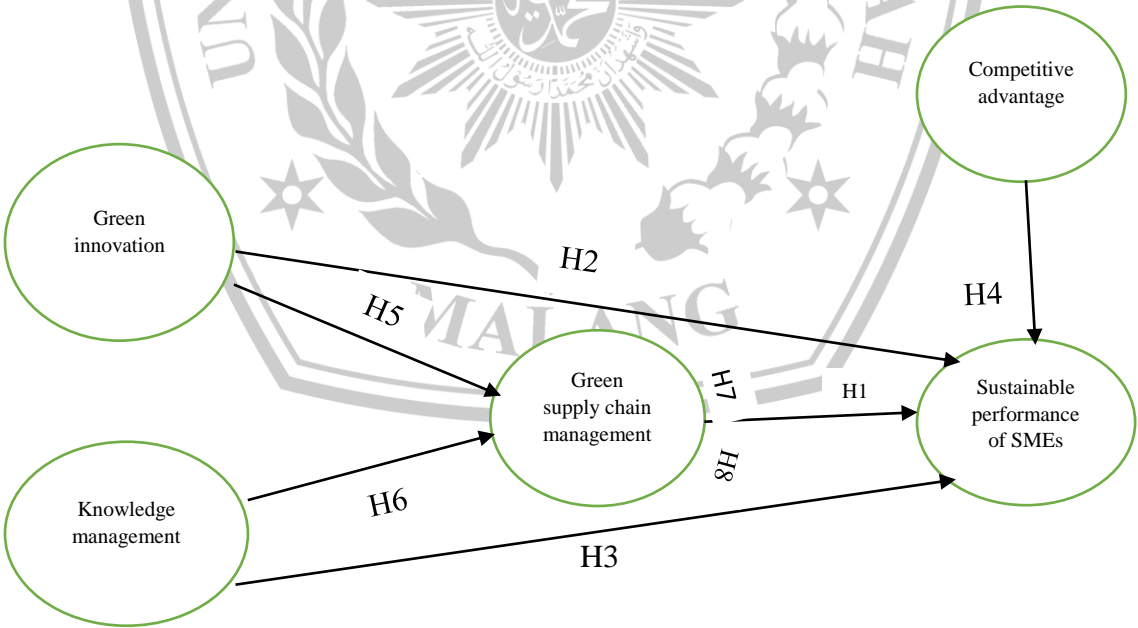 Competitive
advantage
Green
innovation
H2
H4
H5
MALANG
Green
supply chain
management
H7
H1
Sustainable
performance
of SMEs
H8
H6
Knowledge
management
H3